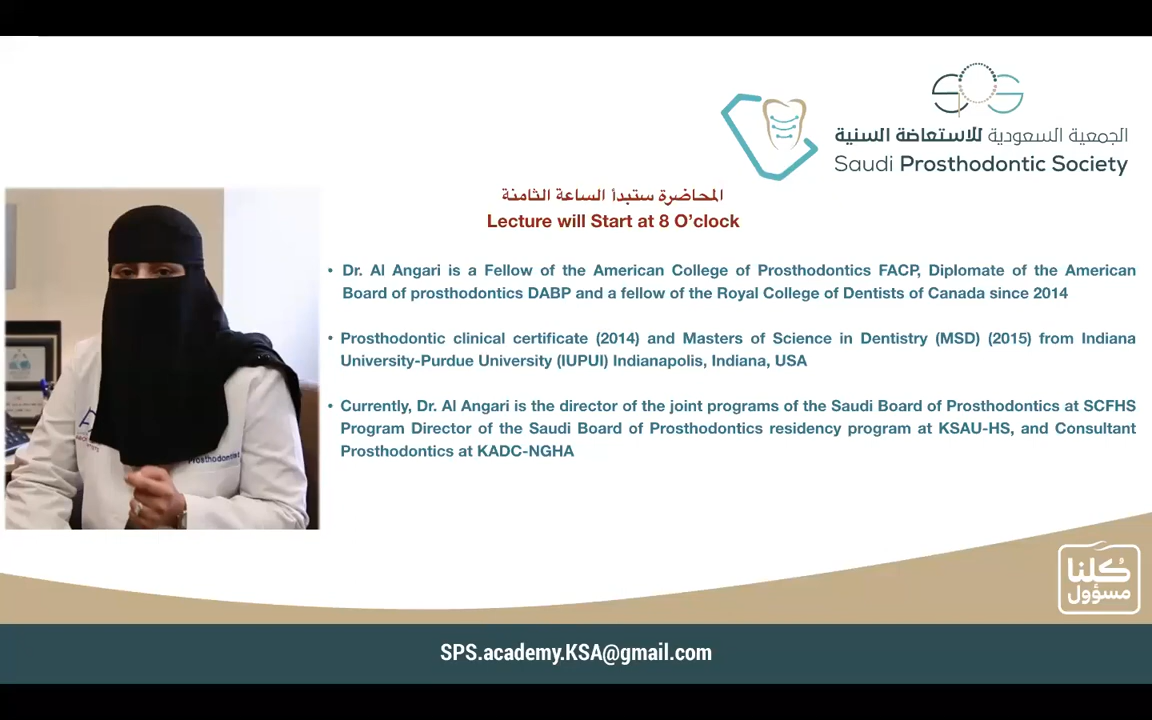 الجمعية السعودية للاستعاضة السنية
Saudi Prosthodontic Society
المحاضرة ستبدأ الساعة الثامنة
Lecture will Start at 8 O’clock
• Dr. Al Angari is a Fellow of the American College of Prosthodontics FACP, Diplomate of the American
Board of prosthodontics DABP and a fellow of the Royal College of Dentists of Canada since 2014
• Prosthodontic clinical certificate (2014) and Masters of Science in Dentistry (MSD) (2015) from Indiana
University-Purdue University (IUPUI) Indianapolis, Indiana, USA
• Currently, Dr. Al Angari is the director of the joint programs of the Saudi Board of Prosthodontics at SCFHS
Program Director of the Saudi Board of Prosthodontics residency program at KSAU-HS, and Consultant
Prosthodontics at KADC-NGHA
Prosthodontist
كُلنا
مسؤول
SPS.academy.KSA@gmail.com